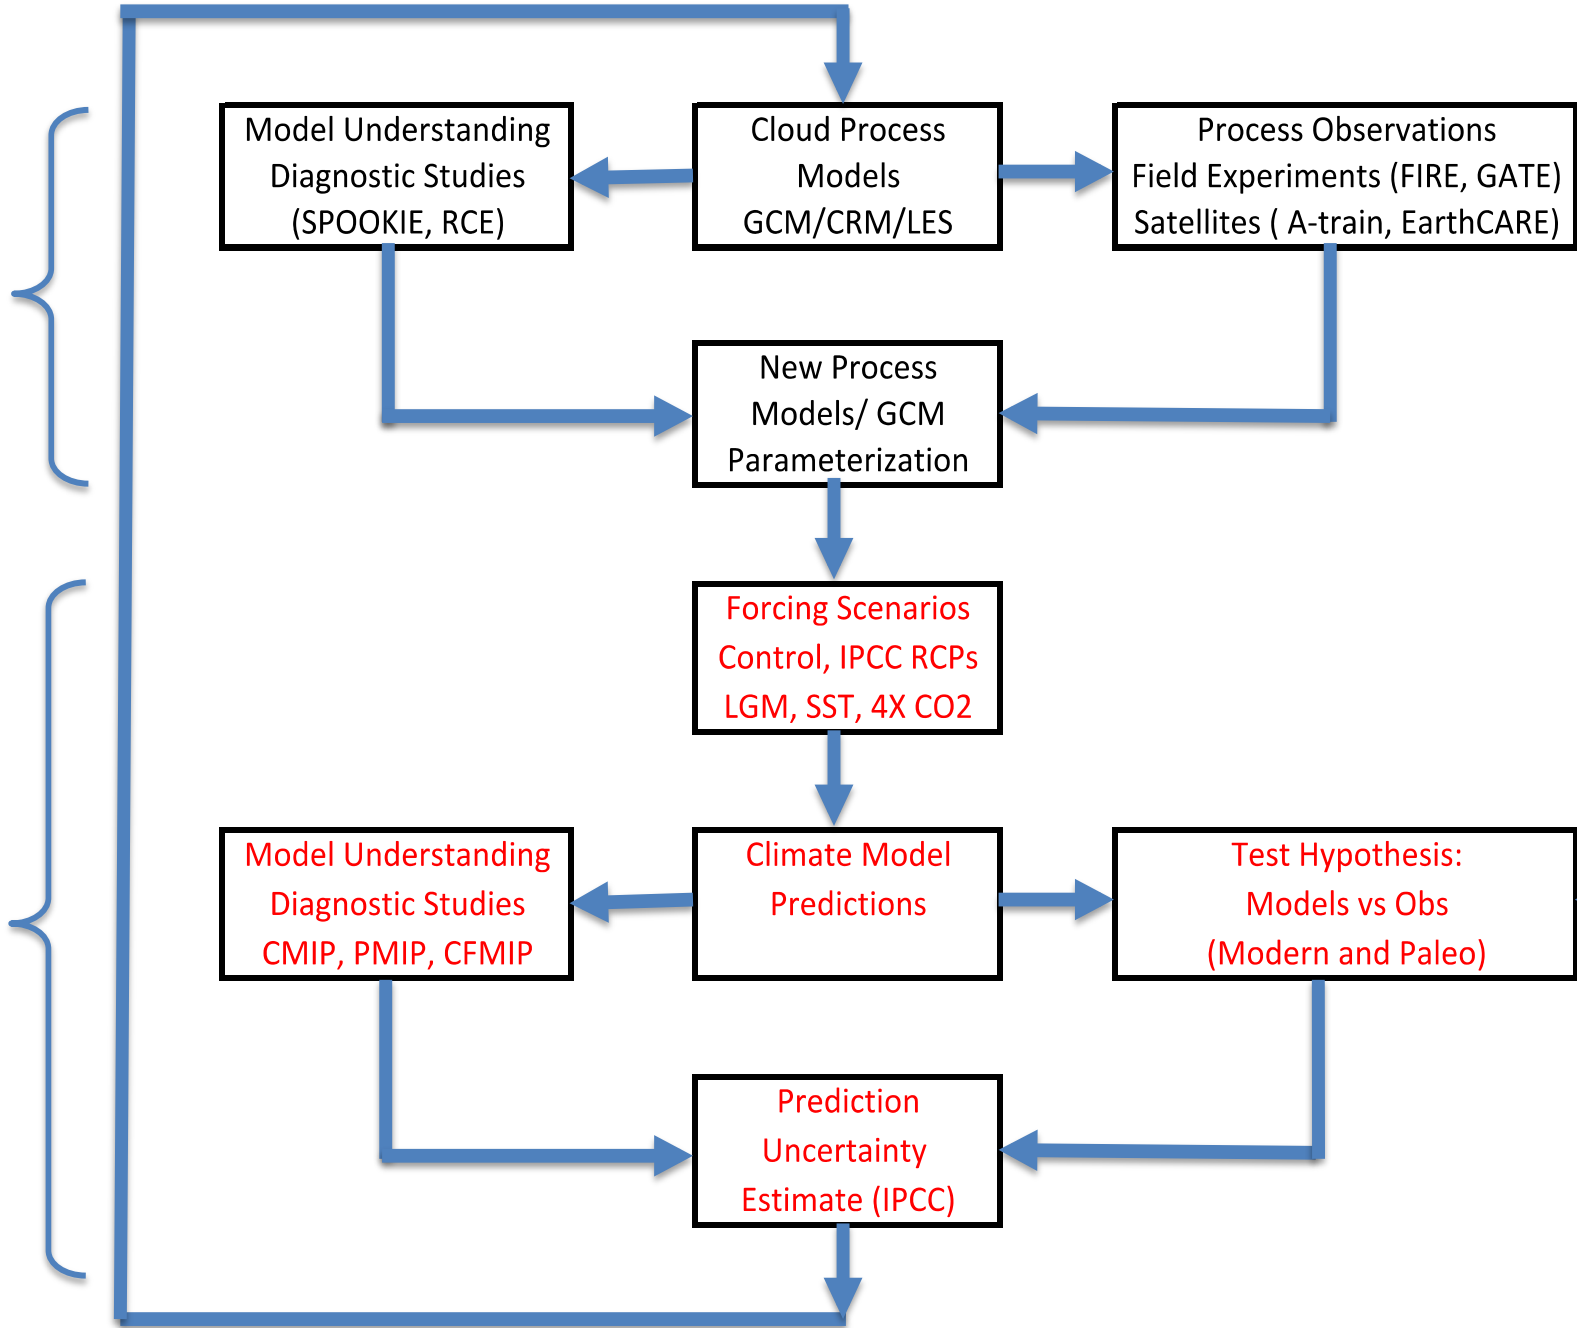 Model Understanding
Diagnostic Studies
(SPOOKIE, RCE)
Cloud Process
Models
GCM/CRM/LES
Process Observations
Field Experiments (FIRE, GATE)
Satellites ( A-train, EarthCARE)
New Process
Models/ GCM
Parameterization
Forcing Scenarios
Control, IPCC RCPs
LGM, SST, 4X CO2
Model Understanding
Diagnostic Studies
CMIP, PMIP, CFMIP
Climate Model
Predictions
Test Hypothesis:
Models vs Obs
(Modern and Paleo)
Prediction
Uncertainty
Estimate (IPCC)